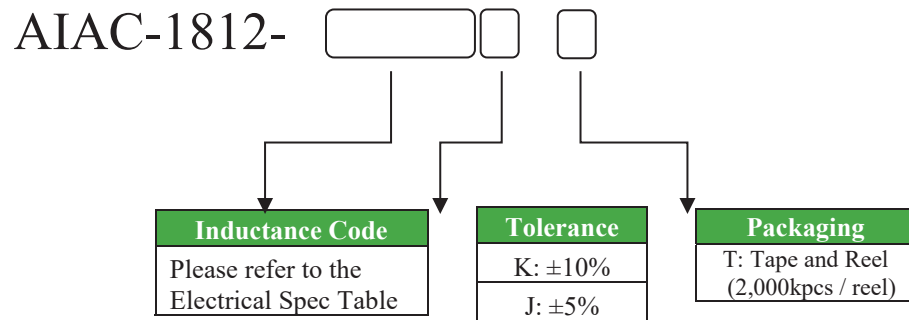 AIAC-1812-
Inductance Code
Please refer to the
Electrical Spec Table
Tolerance
K: ±10%
J: ±5%
Packaging
T: Tape and Reel
(2,000kpcs / reel)